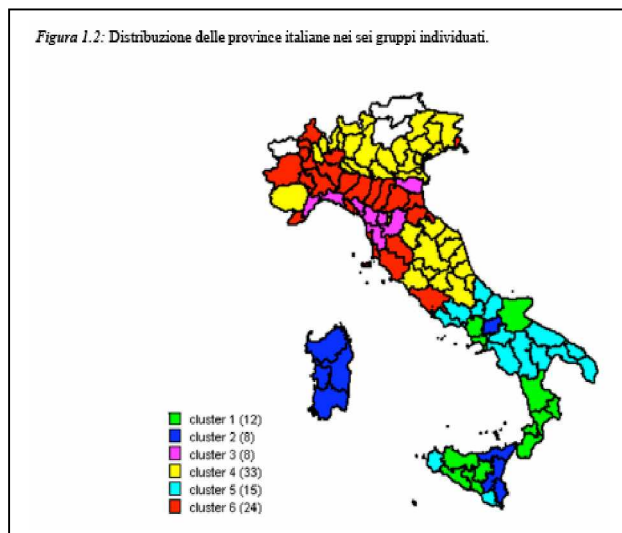 Figura 1.2: Distribuzione delle province italiane nei sei gruppi individuati.
cluster 1 (12)
cluster 2 (8)
cluster 3 (8)
cluster 4 (33)
cluster 5 (15)
cluster 6 (24)